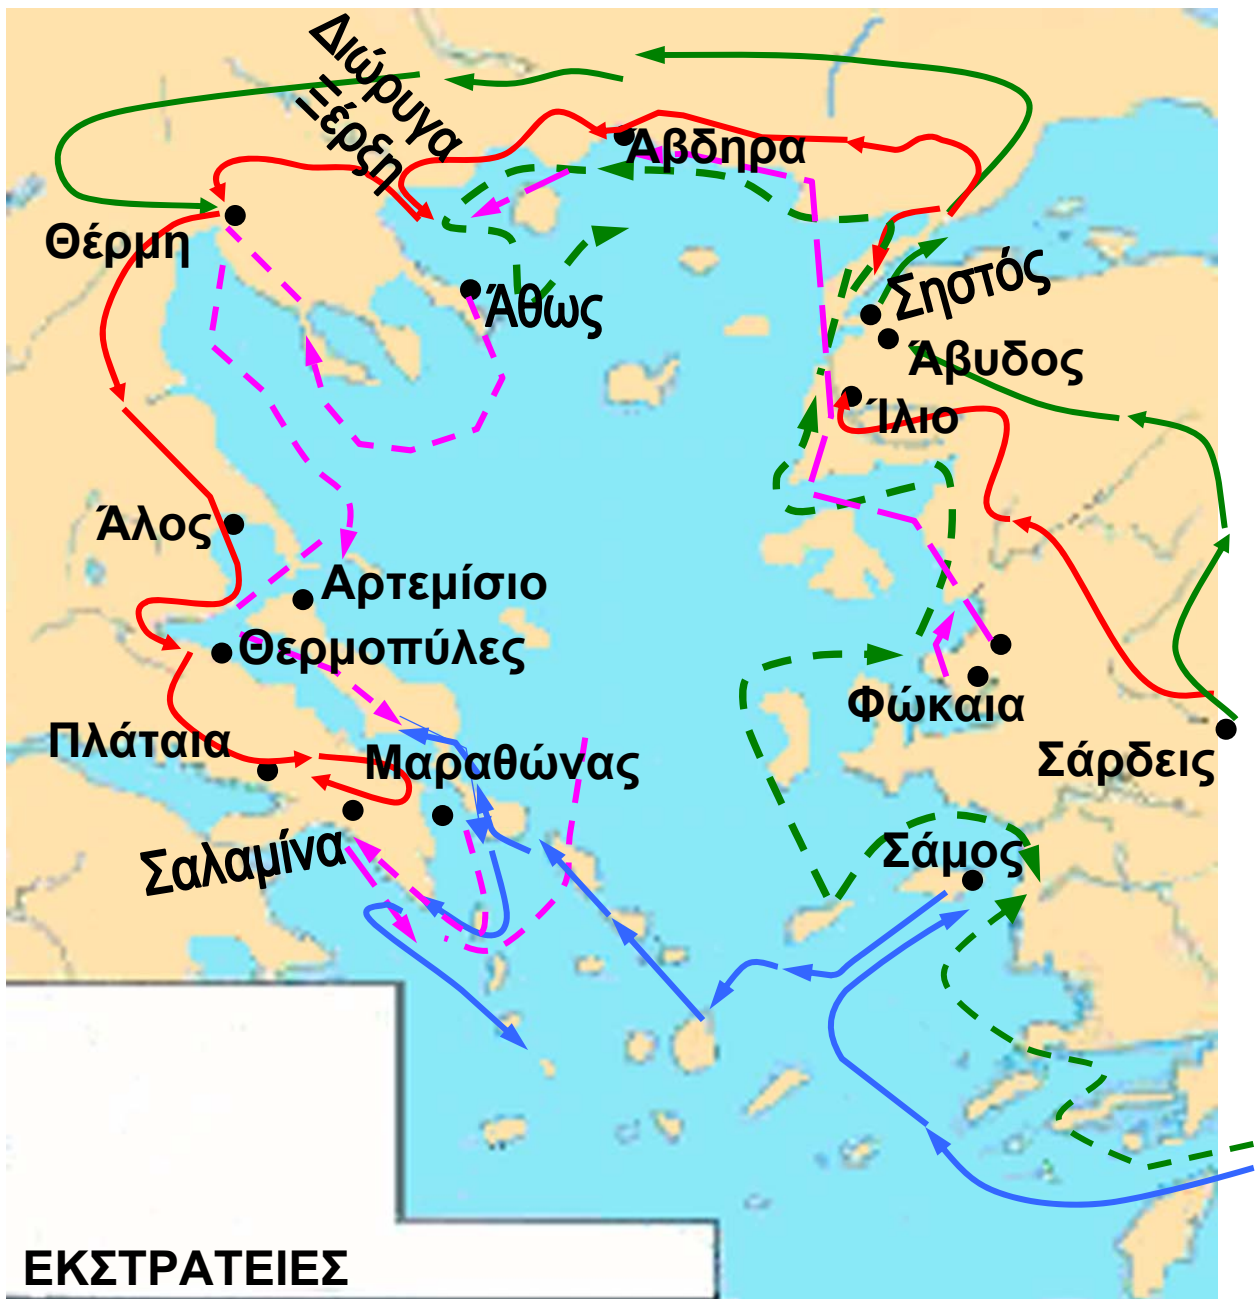 Διώρυγα
Ξέρξη
Άβδηρα
Θέρμη
Άθως
Σηστός
Άβυδος
Ίλιο
Άλος
Αρτεμίσιο
Θερμοπύλες
Φώκαια
Πλάταια
Μαραθώνας
Σάρδεις
Σαλαμίνα
Σάμος
ΕΚΣΤΡΑΤΕΙΕΣ